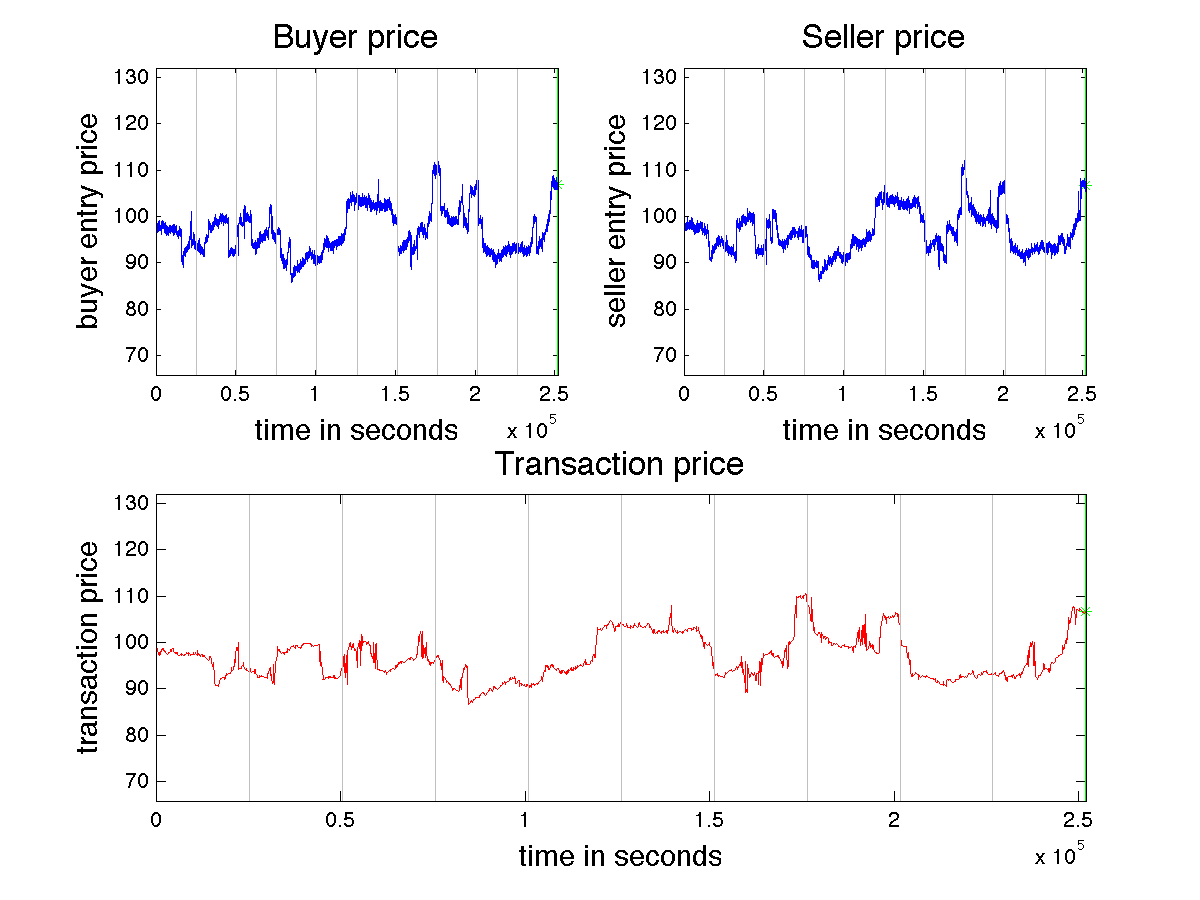 Buyer price
130
120
110
100
90
80
70
buyer entry price
0 0.5 1 1.5 2 2.5
x 10^5
time in seconds
Seller price
130
120
110
100
90
80
70
seller entry price
0 0.5 1 1.5 2 2.5
x 10^5
time in seconds
Transaction price
130
120
110
100
90
80
70
transaction price
0 0.5 1 1.5 2 2.5
x 10^5
time in seconds